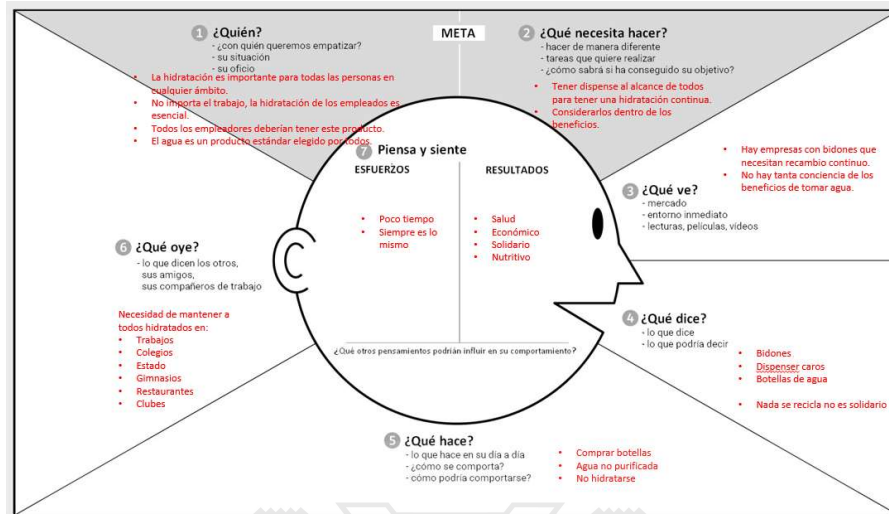 1 ¿Quién?
- ¿con quién queremos empatizar?
- su situación
- su oficio
• La hidratación es importante para todas las personas en
cualquier ámbito.
• No importa el trabajo, la hidratación de los empleados es
esencial.
• Todos los empleadores deberían tener este producto.
• El agua es un producto estándar elegido por todos.
META
2 ¿Qué necesita hacer?
- hacer de manera diferente
- tareas que quiere realizar
- ¿cómo sabrá si ha conseguido su objetivo?
• Tener dispense al alcance de todos
para tener una hidratación continua.
• Considerarlos dentro de los
beneficios.
7 Piensa y siente
ESFUERZOS
• Poco tiempo
• Siempre es lo
mismo
RESULTADOS
• Salud
• Económico
• Solidario
• Nutritivo
¿Qué otros pensamientos podrían influir en su comportamiento?
• Hay empresas con bidones que
necesitan recambio continuo.
• No hay tanta conciencia de los
beneficios de tomar agua.
3 ¿Qué ve?
- mercado
- entorno inmediato
- lecturas, películas, vídeos
4 ¿Qué dice?
- lo que dice
- lo que podría decir
• Bidones
• Dispenser caros
• Botellas de agua
• Nada se recicla no es solidario
5 ¿Qué hace?
- lo que hace en su día a día
- ¿cómo se comporta?
- cómo podría comportarse?
• Comprar botellas
• Agua no purificada
• No hidratarse
6 ¿Qué oye?
- lo que dicen los otros,
sus amigos,
sus compañeros de trabajo
Necesidad de mantener a
todos hidratados en:
• Trabajos
• Colegios
• Estado
• Gimnasios
• Restaurantes
• Clubes